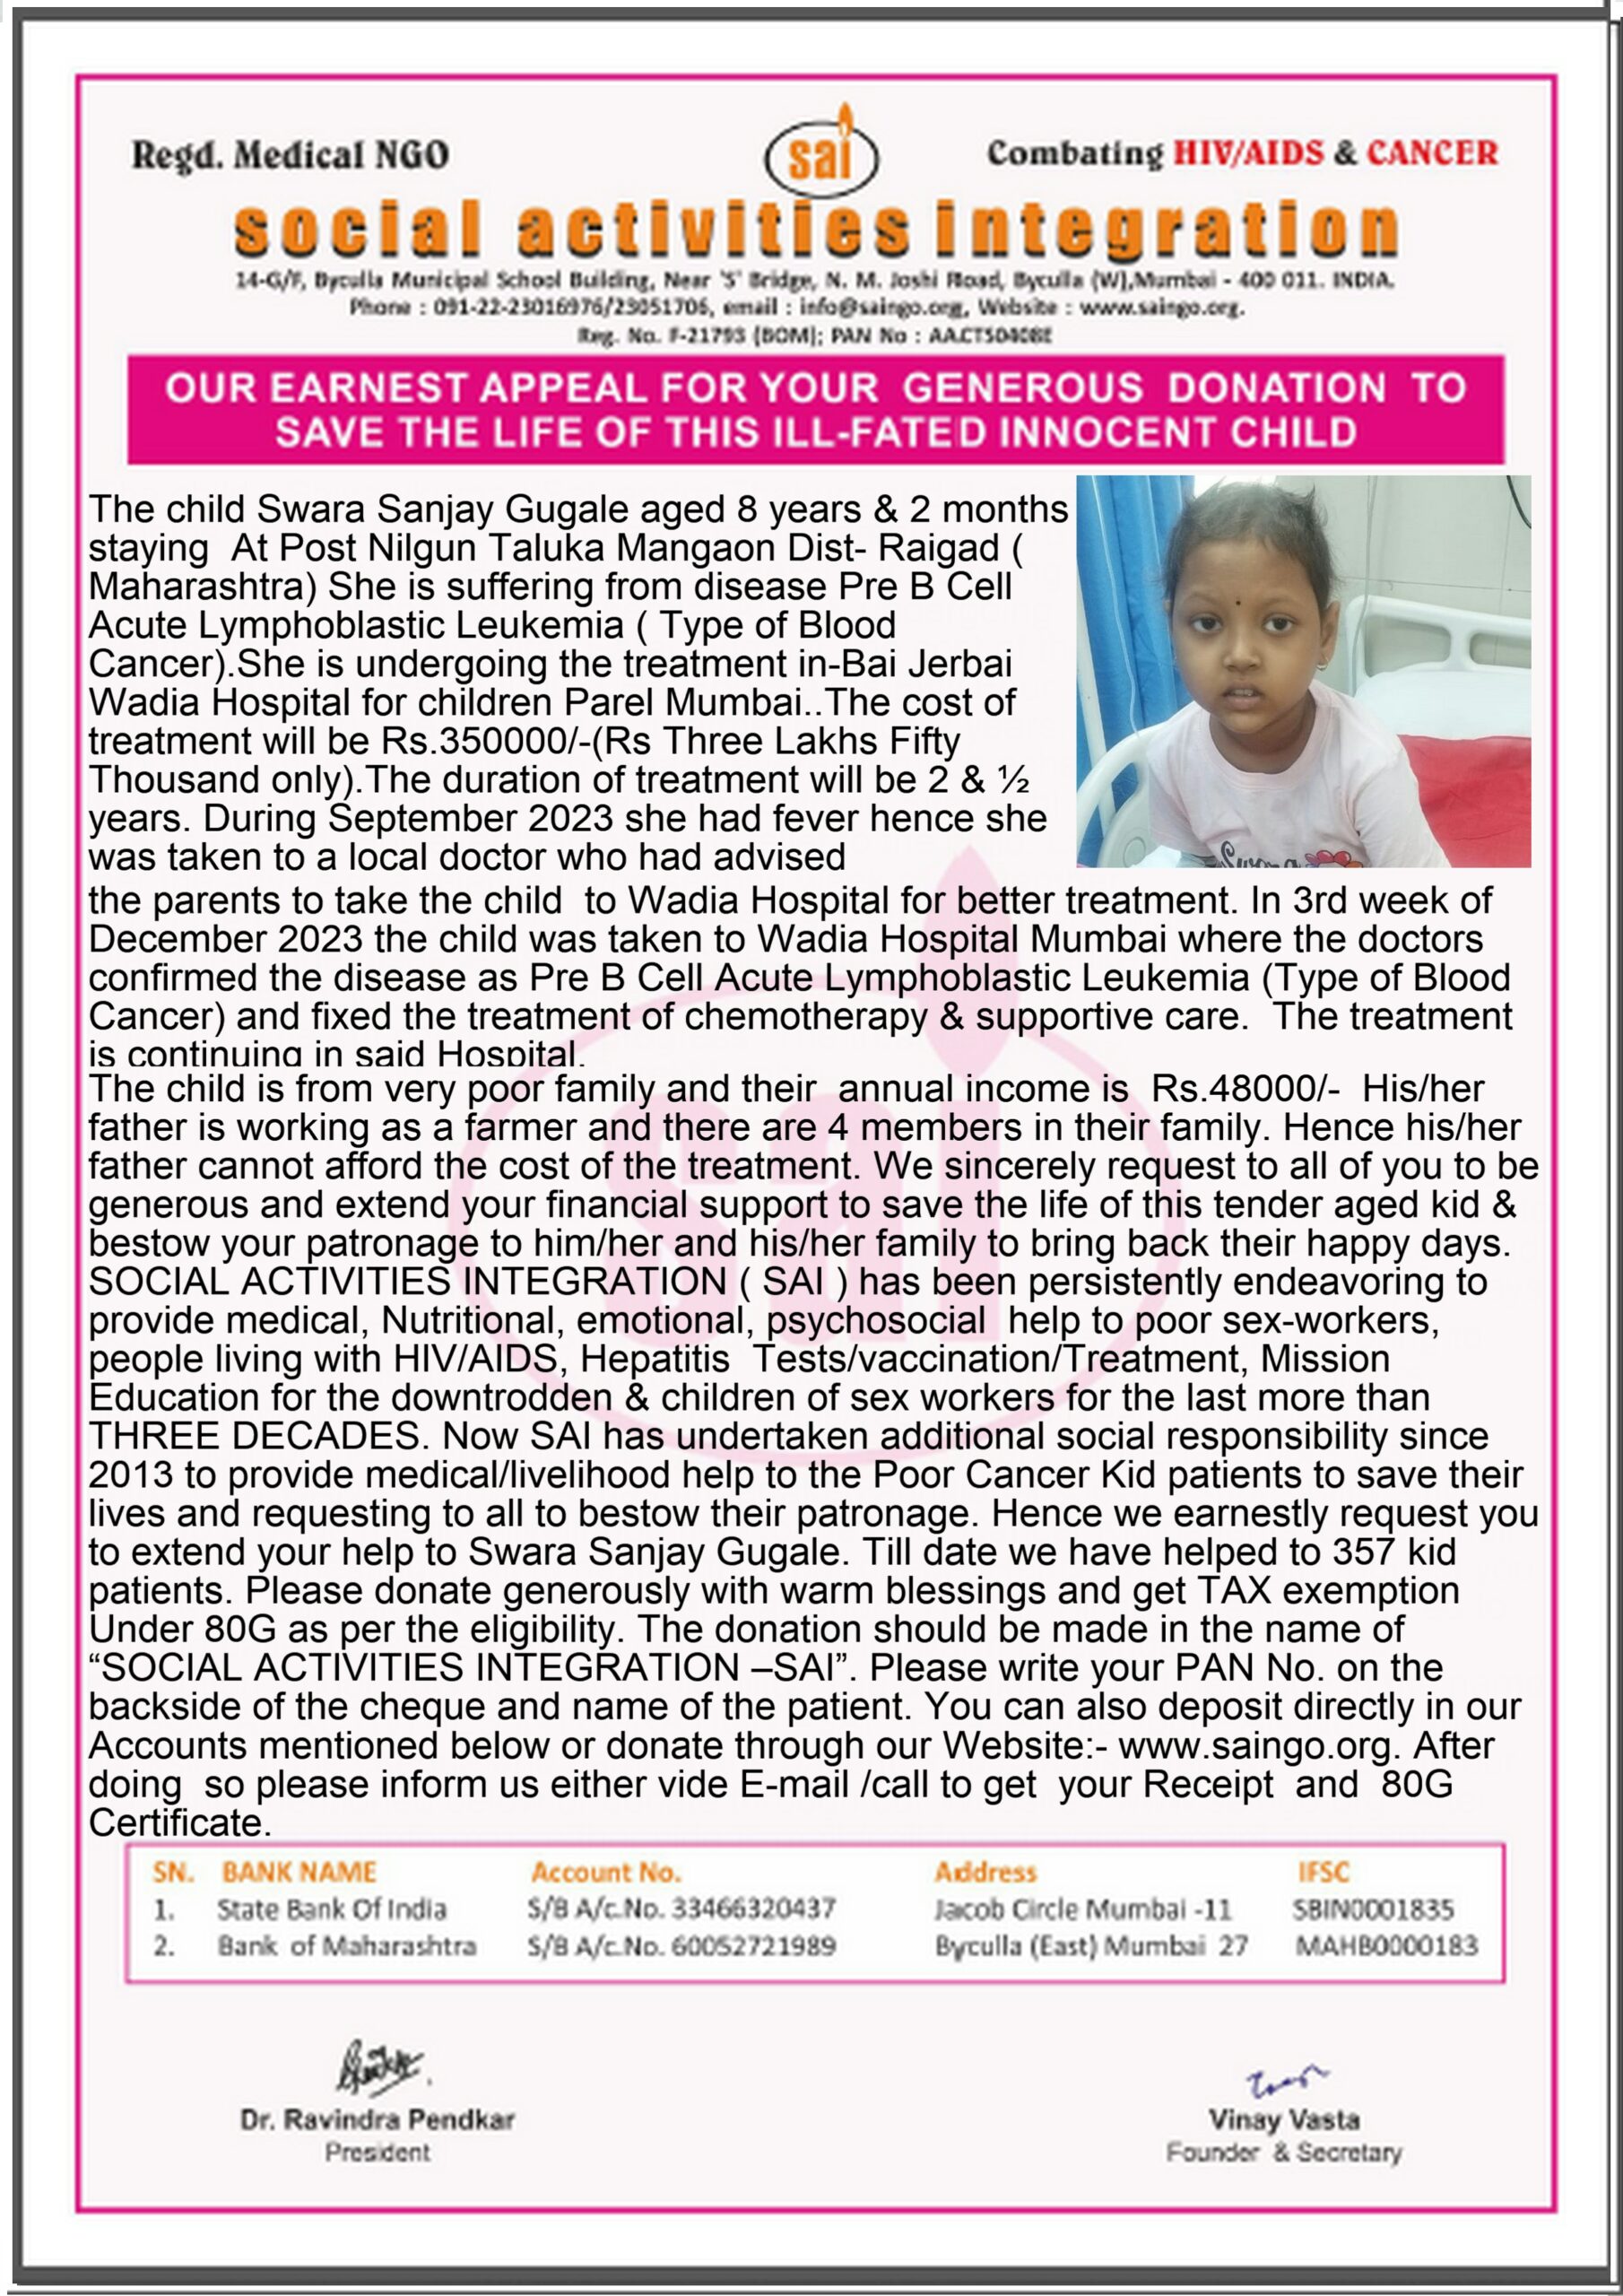 Regd. Medical NGO
sai
Combating HIV/AIDS & CANCER
social activities integration
14-G/F, Byculla Municipal School Building, Near 'S' Bridge, N. M. Joshi Road, Byculla (W),Mumbai - 400 011. INDIA.
Phone : 091-22-23016976/23051706, email : info@saingo.org, Website : www.saingo.org.
Reg. No. F-21793 (BOM); PAN No :
OUR EARNEST APPEAL FOR YOUR GENEROUS DONATION TO
SAVE THE LIFE OF THIS ILL-FATED INNOCENT CHILD
The child Swara Sanjay Gugale aged 8 years & 2 months
staying At Post Nilgun Taluka Mangaon Dist- Raigad (
Maharashtra) She is suffering from disease Pre B Cell
Acute Lymphoblastic Leukemia ( Type of Blood
Cancer).She is undergoing the treatment in-Bai Jerbai
Wadia Hospital for children Parel Mumbai..The cost of
treatment will be Rs.350000/-(Rs Three Lakhs Fifty
Thousand only).The duration of treatment will be 2 & ½
years. During September 2023 she had fever hence she
was taken to a local doctor who had advised
the parents to take the child to Wadia Hospital for better treatment. In 3rd week of
December 2023 the child was taken to Wadia Hospital Mumbai where the doctors
confirmed the disease as Pre B Cell Acute Lymphoblastic Leukemia (Type of Blood
Cancer) and fixed the treatment of chemotherapy & supportive care. The treatment
is continuing in said Hospital.
The child is from very poor family and their annual income is Rs.48000/- His/her
father is working as a farmer and there are 4 members in their family. Hence his/her
father cannot afford the cost of the treatment. We sincerely request to all of you to be
generous and extend your financial support to save the life of this tender aged kid &
bestow your patronage to him/her and his/her family to bring back their happy days.
SOCIAL ACTIVITIES INTEGRATION ( SAI ) has been persistently endeavoring to
provide medical, Nutritional, emotional, psychosocial help to poor sex-workers,
people living with HIV/AIDS, Hepatitis Tests/vaccination/Treatment, Mission
Education for the downtrodden & children of sex workers for the last more than
THREE DECADES. Now SAI has undertaken additional social responsibility since
2013 to provide medical/livelihood help to the Poor Cancer Kid patients to save their
lives and requesting to all to bestow their patronage. Hence we earnestly request you
to extend your help to Swara Sanjay Gugale. Till date we have helped to 357 kid
patients. Please donate generously with warm blessings and get TAX exemption
Under 80G as per the eligibility. The donation should be made in the name of
“SOCIAL ACTIVITIES INTEGRATION –SAI”. Please write your PAN No. on the
backside of the cheque and name of the patient. You can also deposit directly in our
Accounts mentioned below or donate through our Website:- www.saingo.org. After
doing so please inform us either vide E-mail /call to get your Receipt and 80G
Certificate.
SN. BANK NAME Account No. Address IFSC
1. State Bank Of India S/B A/c.No. 33466320437 Jacob Circle Mumbai -11 SBIN0001835
2. Bank of Maharashtra S/B A/c.No. 60052721989 Byculla (East) Mumbai 27 MAHB0000183
Dr. Ravindra Pendkar
President
Vinay Vasta
Founder & Secretary